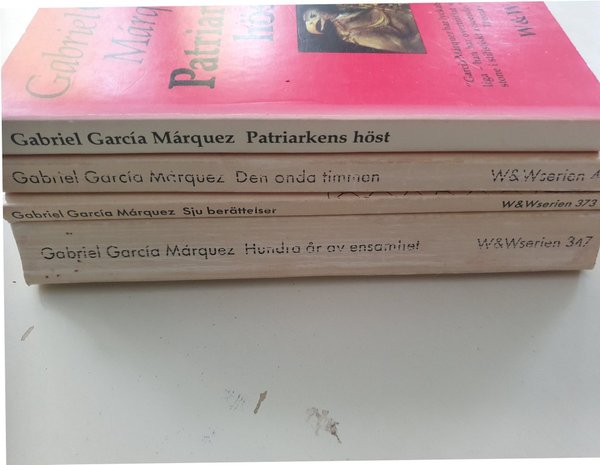 Gabriel
Márq
Patriar
höst
W&W
Gabriel García Márquez Patriarkens höst
Gabriel García Márquez Den onda timmen W&Wserien
Gabriel García Márquez Sju berättelser W&Wserien 373
Gabriel García Márquez Hundra år av ensamhet W&Wserien 347